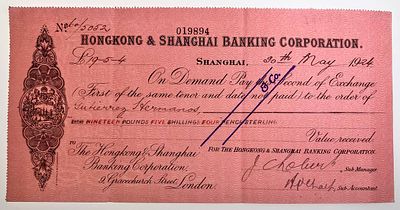 No 60/5052
019894
HONGKONG & SHANGHAI BANKING CORPORATION.
£19-5-4 SHANGHAI, 30th May 1924
On Demand Pay this Second of Exchange
(First of the same tenor and date not paid) to the order of
Gutierrez Hermanos,
NINETEEN POUNDS FIVE SHILLINGS FOUR PENCE STERLING.
& Co.
Value received
To The Hongkong & Shanghai
FOR THE HONGKONG & SHANGHAI BANKING CORPORATION.
Banking Corporation,
Sub Manager
9, Gracechurch Street,
London.
Sub-Accountant